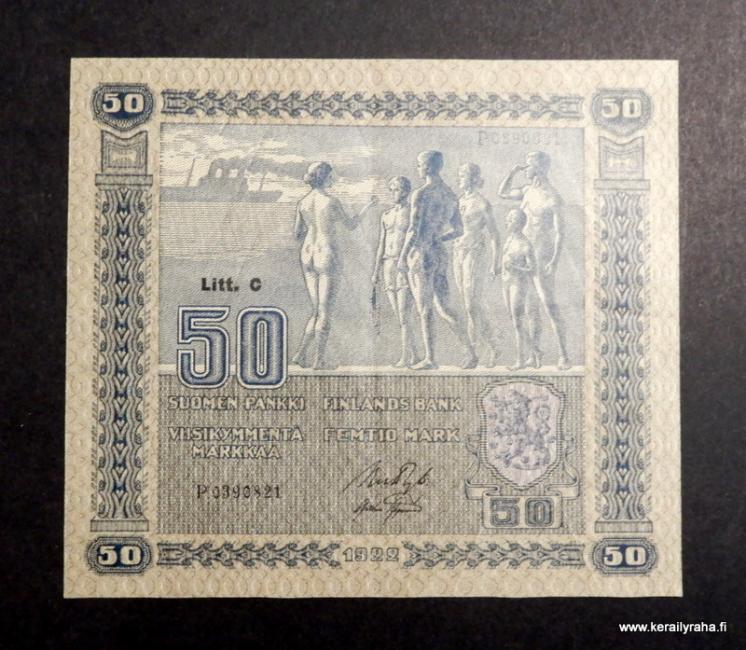 50 50
P0390821
Litt. C
50
SUOMEN PANKKI FINLANDS BANK
VIISIKYMMENTÄ FEMTIO MARK
MARKKAA
P0390821
50
50 1922 50
www.kerailyraha.fi